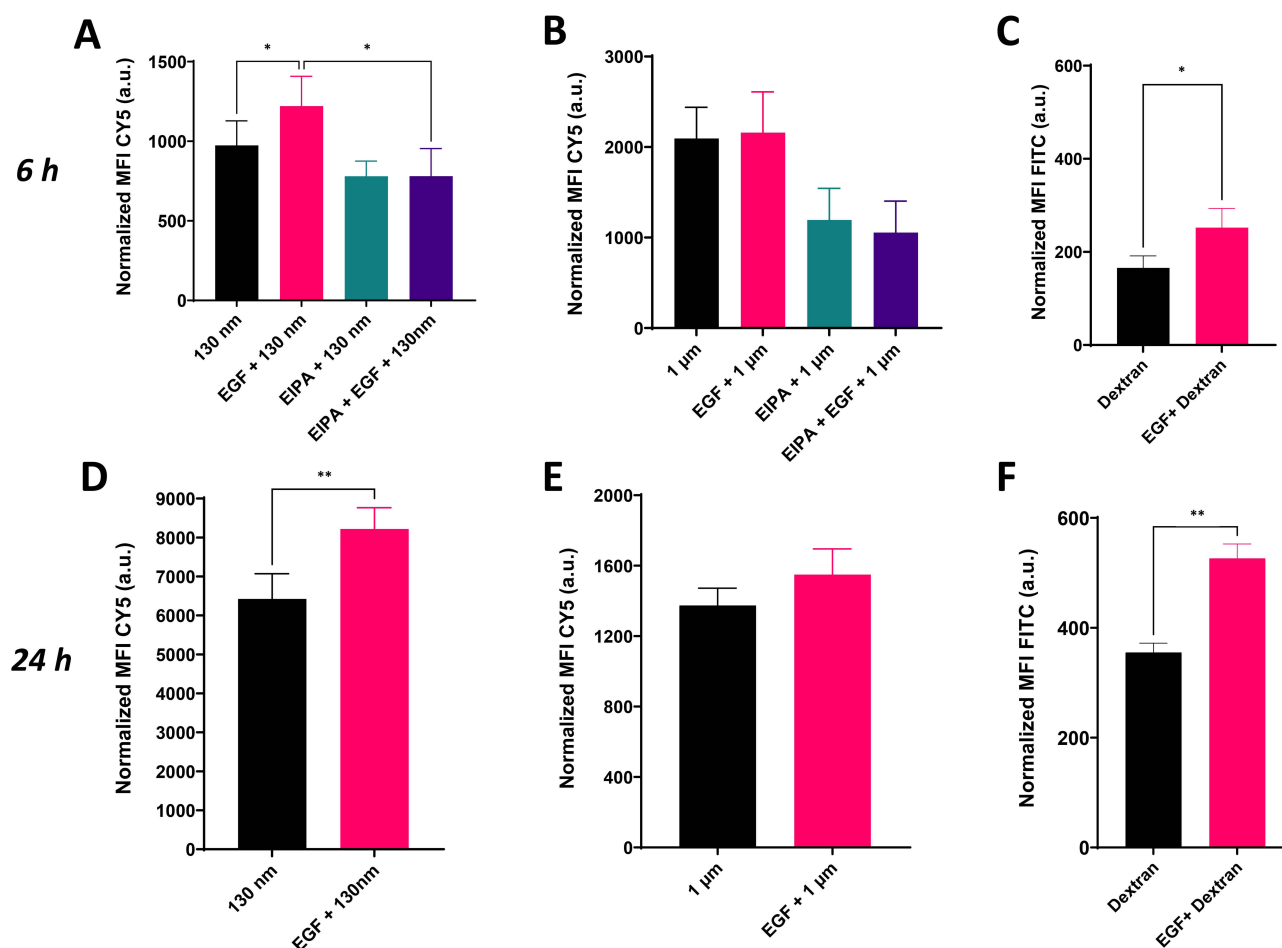 A
Normalized MFI CY5 (a.u.)
1500
1000
500
0
*
*
130 nm
EGF + 130 nm
EIPA + 130 nm
EIPA + EGF + 130nm
B
Normalized MFI CY5 (a.u.)
3000
2000
1000
0
1 µm
EGF + 1 µm
EIPA + 1 µm
EIPA + EGF + 1 µm
C
Normalized MFI FITC (a.u.)
600
400
200
0
*
Dextran
EGF+ Dextran
6 h
D
Normalized MFI CY5 (a.u.)
9000
8000
7000
6000
5000
4000
3000
2000
1000
0
**
130 nm
EGF + 130nm
E
Normalized MFI CY5 (a.u.)
2000
1600
1200
800
400
0
1 µm
EGF + 1 µm
F
Normalized MFI FITC (a.u.)
600
400
200
0
**
Dextran
EGF+ Dextran
24 h